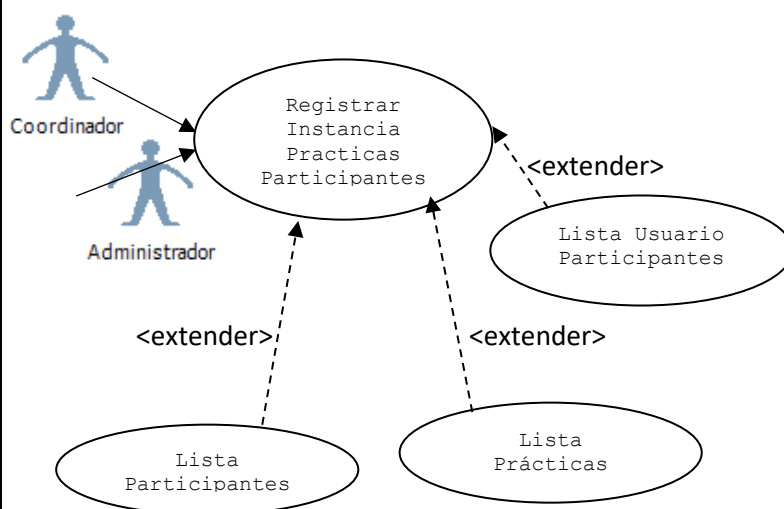 Coordinador
Registrar
Instancia
Practicas
Participantes
<extender>
Administrador
Lista Usuario
Participantes
<extender>
<extender>
Lista
Participantes
Lista
Prácticas